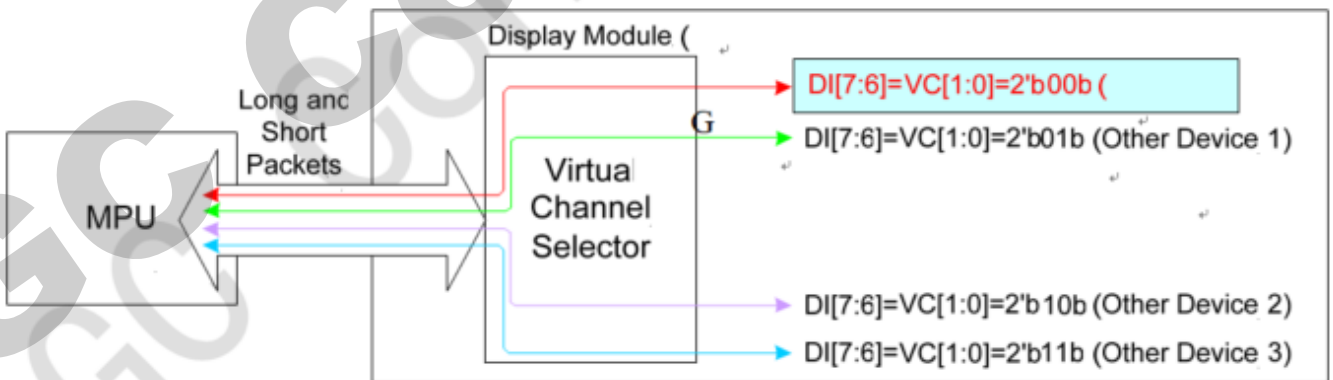 Display Module (
DI[7:6]=VC[1:0]=2'b00b (
Long and
Short
Packets
G
DI[7:6]=VC[1:0]=2'b01b (Other Device 1)
MPU
Virtual
Channel
Selector
DI[7:6]=VC[1:0]=2'b10b (Other Device 2)
DI[7:6]=VC[1:0]=2'b11b (Other Device 3)